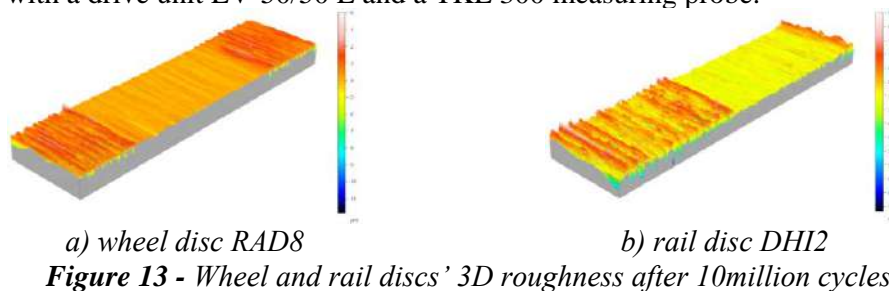 with a drive unit LV-50/50 E and a TKL 300 measuring probe.
a) wheel disc RAD8
b) rail disc DHI2
Figure 13 - Wheel and rail discs' 3D roughness after 10million cycles